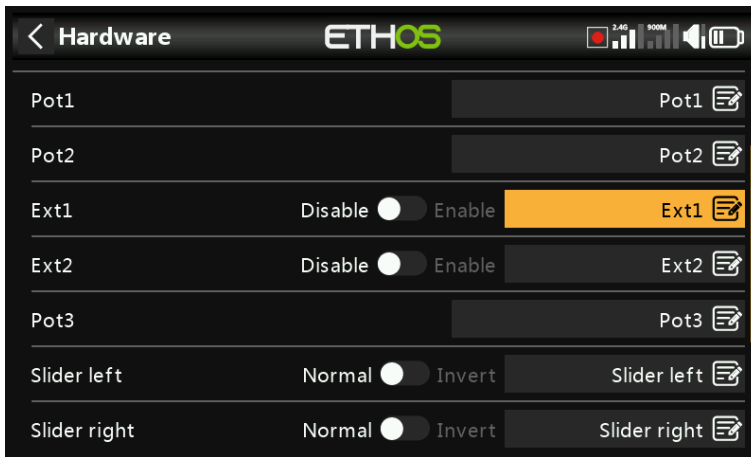 Hardware ETHOS 2.4G 900M
Pot1 Pot1
Pot2 Pot2
Ext1 Disable Enable Ext1
Ext2 Disable Enable Ext2
Pot3 Pot3
Slider left Normal Invert Slider left
Slider right Normal Invert Slider right